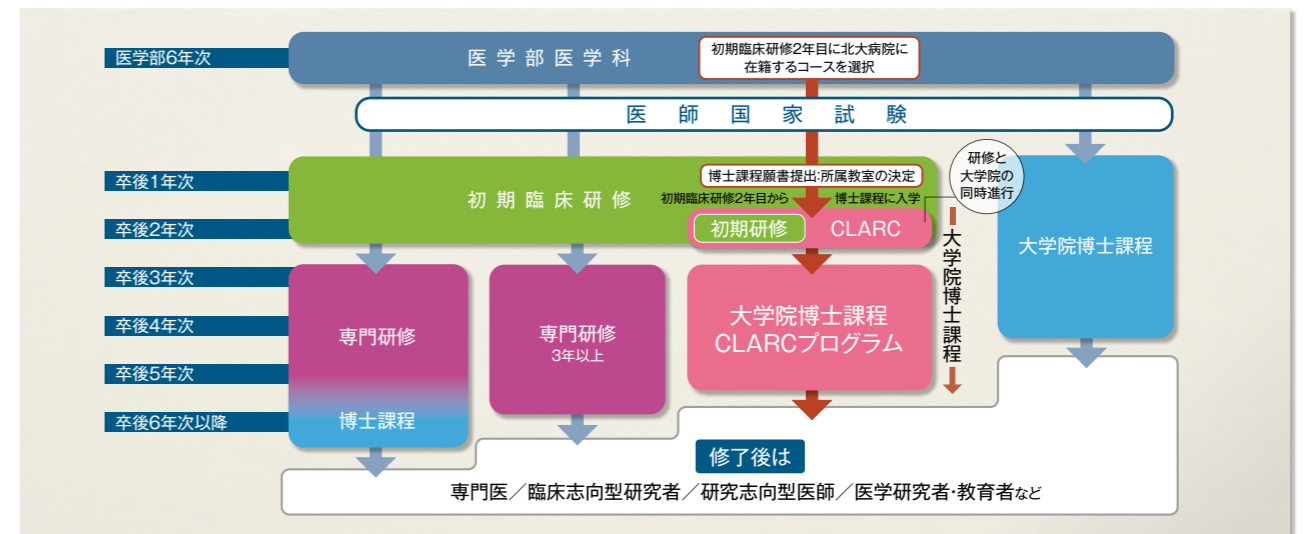 医学部6年次
医学部医学科
初期臨床研修2年目に北大病院に
在籍するコースを選択
医師国家試験
卒後1年次
卒後2年次
卒後3年次
卒後4年次
卒後5年次
卒後6年次以降
初期臨床研修
博士課程願書提出:所属教室の決定
初期臨床研修2年目から
博士課程に入学
初期研修
CLARC
研修と
大学院の
同時進行
大学院博士課程
大学院博士課程
専門研修
博士課程
専門研修
3年以上
大学院博士課程
CLARCプログラム
修了後は
専門医／臨床志向型研究者／研究志向型医師／医学研究者・教育者など